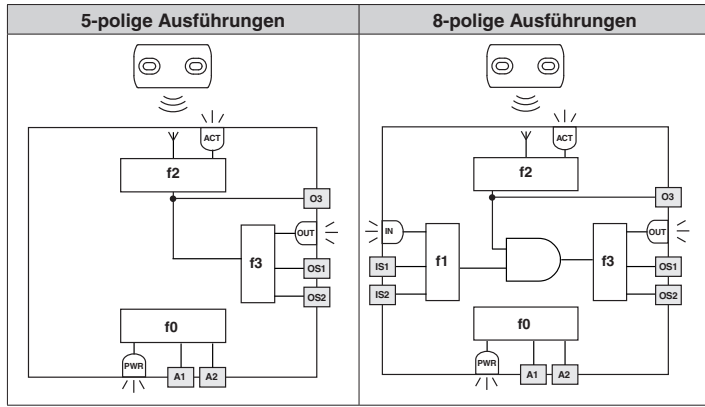 5-polige Ausführungen
8-polige Ausführungen
ACT
f2
O3
OUT
f3
OS1
OS2
f0
PWR
A1
A2
ACT
f2
O3
IN
OUT
IS1
f1
f3
OS1
IS2
OS2
f0
PWR
A1
A2